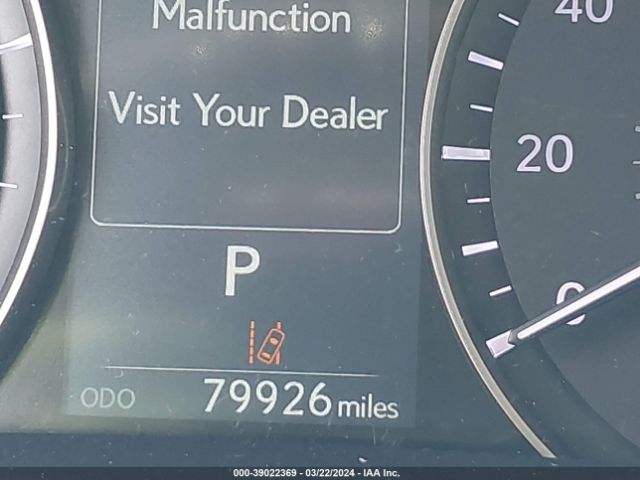 Malfunction
Visit Your Dealer
P
ODO 79926 miles
40
20
0
000-39022369 - 03/22/2024 - IAA Inc.